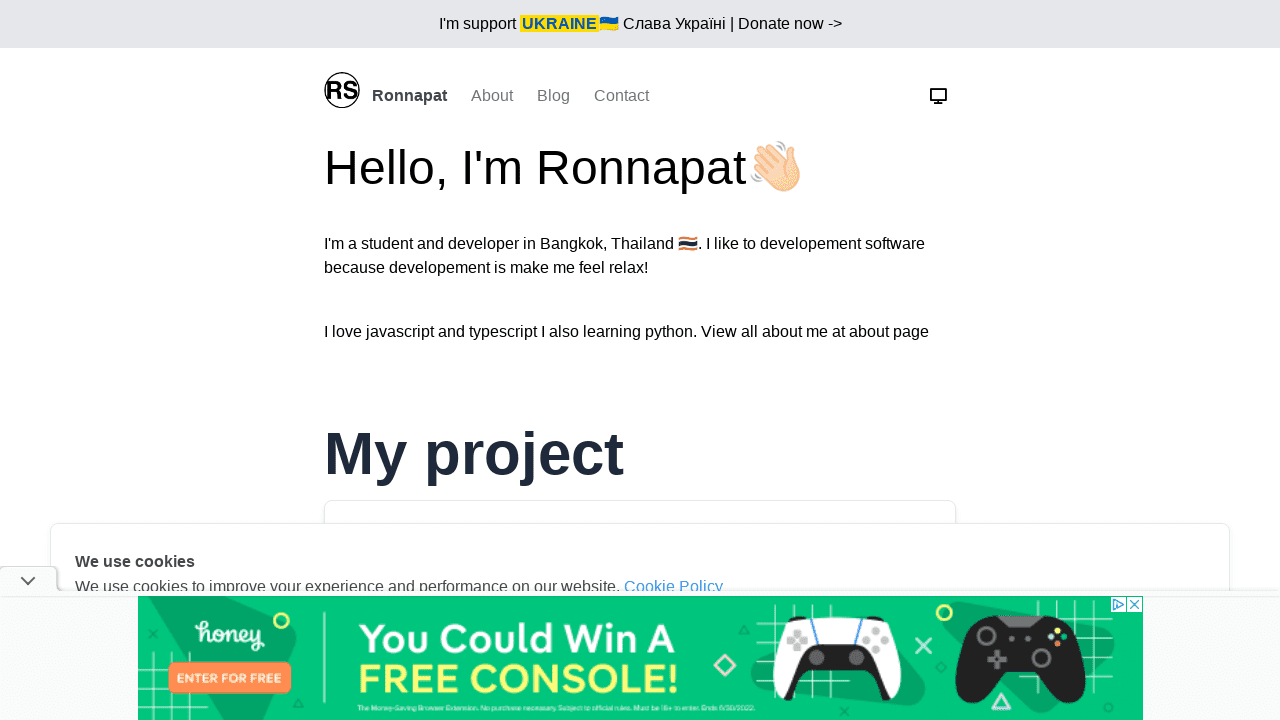 I'm support UKRAINE🇺🇦 Слава Україні | Donate now ->
RS
Ronnapat
About
Blog
Contact
Hello, I'm Ronnapat👋🏻
I'm a student and developer in Bangkok, Thailand 🇹🇭. I like to developement software
because developement is make me feel relax!
I love javascript and typescript I also learning python. View all about me at about page
My project
We use cookies
We use cookies to improve your experience and performance on our website. Cookie Policy
honey
ENTER FOR FREE
YOU COULD WIN A
FREE CONSOLE!
The Money-Saving Browser Extension. No purchase necessary. Subject to official rules. Must be 18+ to enter. Ends 6/30/2022.